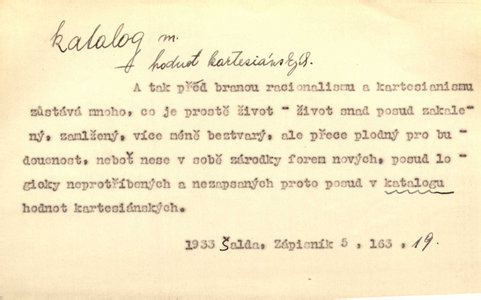 katalog m.
hodnot kartesiánských
A tak před branou racionalismu a kartesianismu
zůstává mnoho, co je prostě život - život snad posud zakale-
ný, zamlžený, více méně beztvarý, ale přece plodný pro bu-
doucnost, neboť nese v sobě zárodky forem nových, posud lo-
gicky neprotříbených a nezapsaných proto posud v katalogu
hodnot kartesiánských.
1933 Šalda, Zápisník 5, 163, 19.